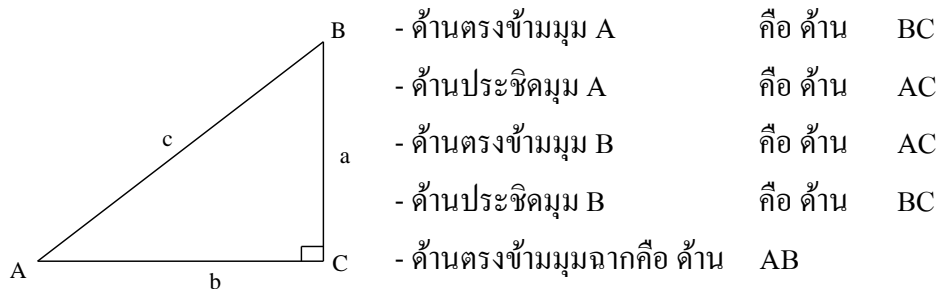 B
- ด้านตรงข้ามมุม A คือ ด้าน BC
- ด้านประชิดมุม A คือ ด้าน AC
c
- ด้านตรงข้ามมุม B คือ ด้าน AC
a
- ด้านประชิดมุม B คือ ด้าน BC
A
C
- ด้านตรงข้ามมุมฉากคือ ด้าน AB
b